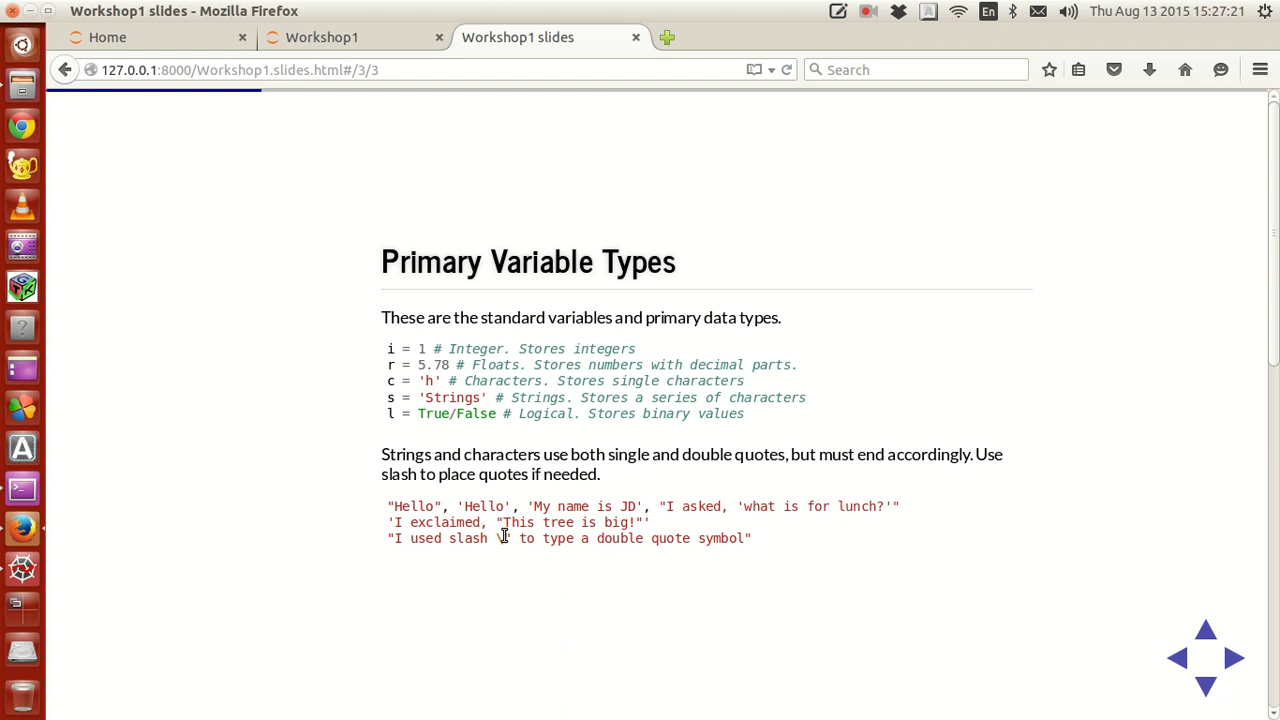 Workshop1 slides - Mozilla Firefox
En
Thu Aug 13 2015 15:27:21
Home
Workshop1
Workshop1 slides
127.0.0.1:8000/Workshop1.slides.html#/3/3
Search
Primary Variable Types
These are the standard variables and primary data types.
i = 1 # Integer. Stores integers
r = 5.78 # Floats. Stores numbers with decimal parts.
c = 'h' # Characters. Stores single characters
s = 'Strings' # Strings. Stores a series of characters
l = True/False # Logical. Stores binary values
Strings and characters use both single and double quotes, but must end accordingly. Use
slash to place quotes if needed.
"Hello", 'Hello', 'My name is JD', "I asked, 'what is for lunch?'"
'I exclaimed, "This tree is big!"'
"I used slash \" to type a double quote symbol"